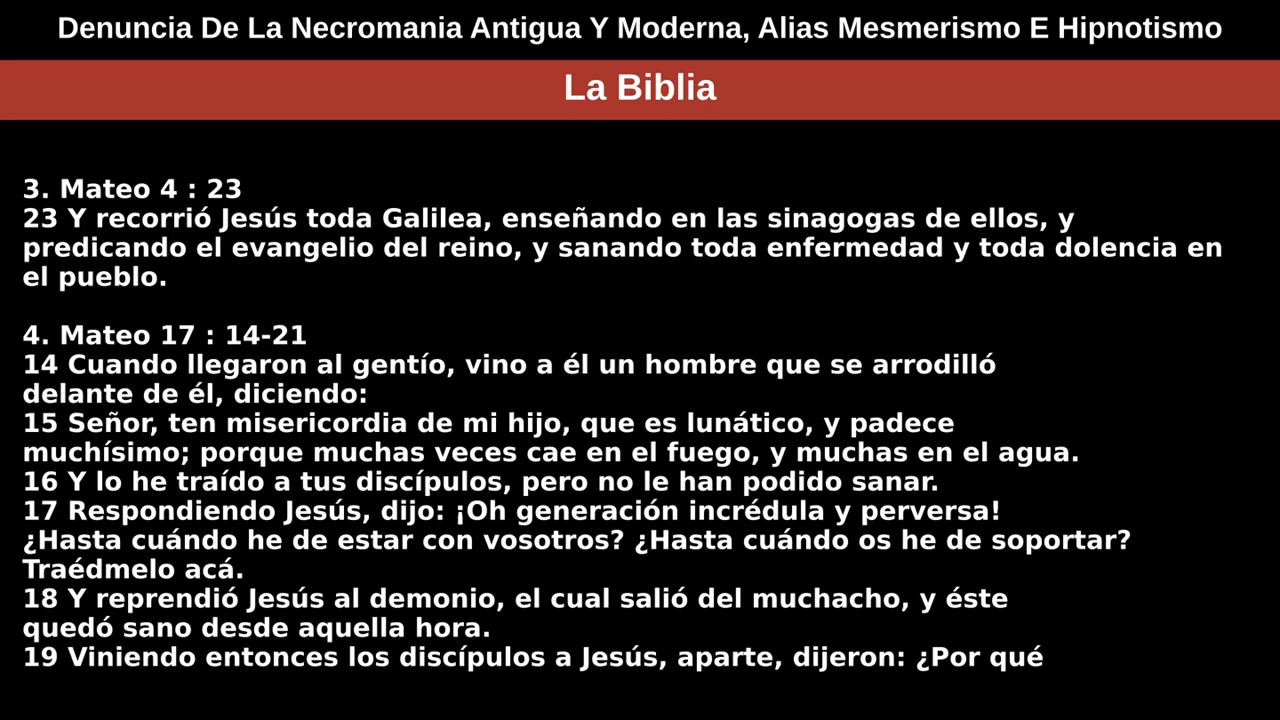 Denuncia De La Necromania Antigua Y Moderna, Alias Mesmerismo E Hipnotismo
La Biblia
3. Mateo 4 : 23
23 Y recorrió Jesús toda Galilea, enseñando en las sinagogas de ellos, y
predicando el evangelio del reino, y sanando toda enfermedad y toda dolencia en
el pueblo.
4. Mateo 17 : 14-21
14 Cuando llegaron al gentío, vino a él un hombre que se arrodilló
delante de él, diciendo:
15 Señor, ten misericordia de mi hijo, que es lunático, y padece
muchísimo; porque muchas veces cae en el fuego, y muchas en el agua.
16 Y lo he traído a tus discípulos, pero no le han podido sanar.
17 Respondiendo Jesús, dijo: ¡Oh generación incrédula y perversa!
¿Hasta cuándo he de estar con vosotros? ¿Hasta cuándo os he de soportar?
Traédmelo acá.
18 Y reprendió Jesús al demonio, el cual salió del muchacho, y éste
quedó sano desde aquella hora.
19 Viniendo entonces los discípulos a Jesús, aparte, dijeron: ¿Por qué